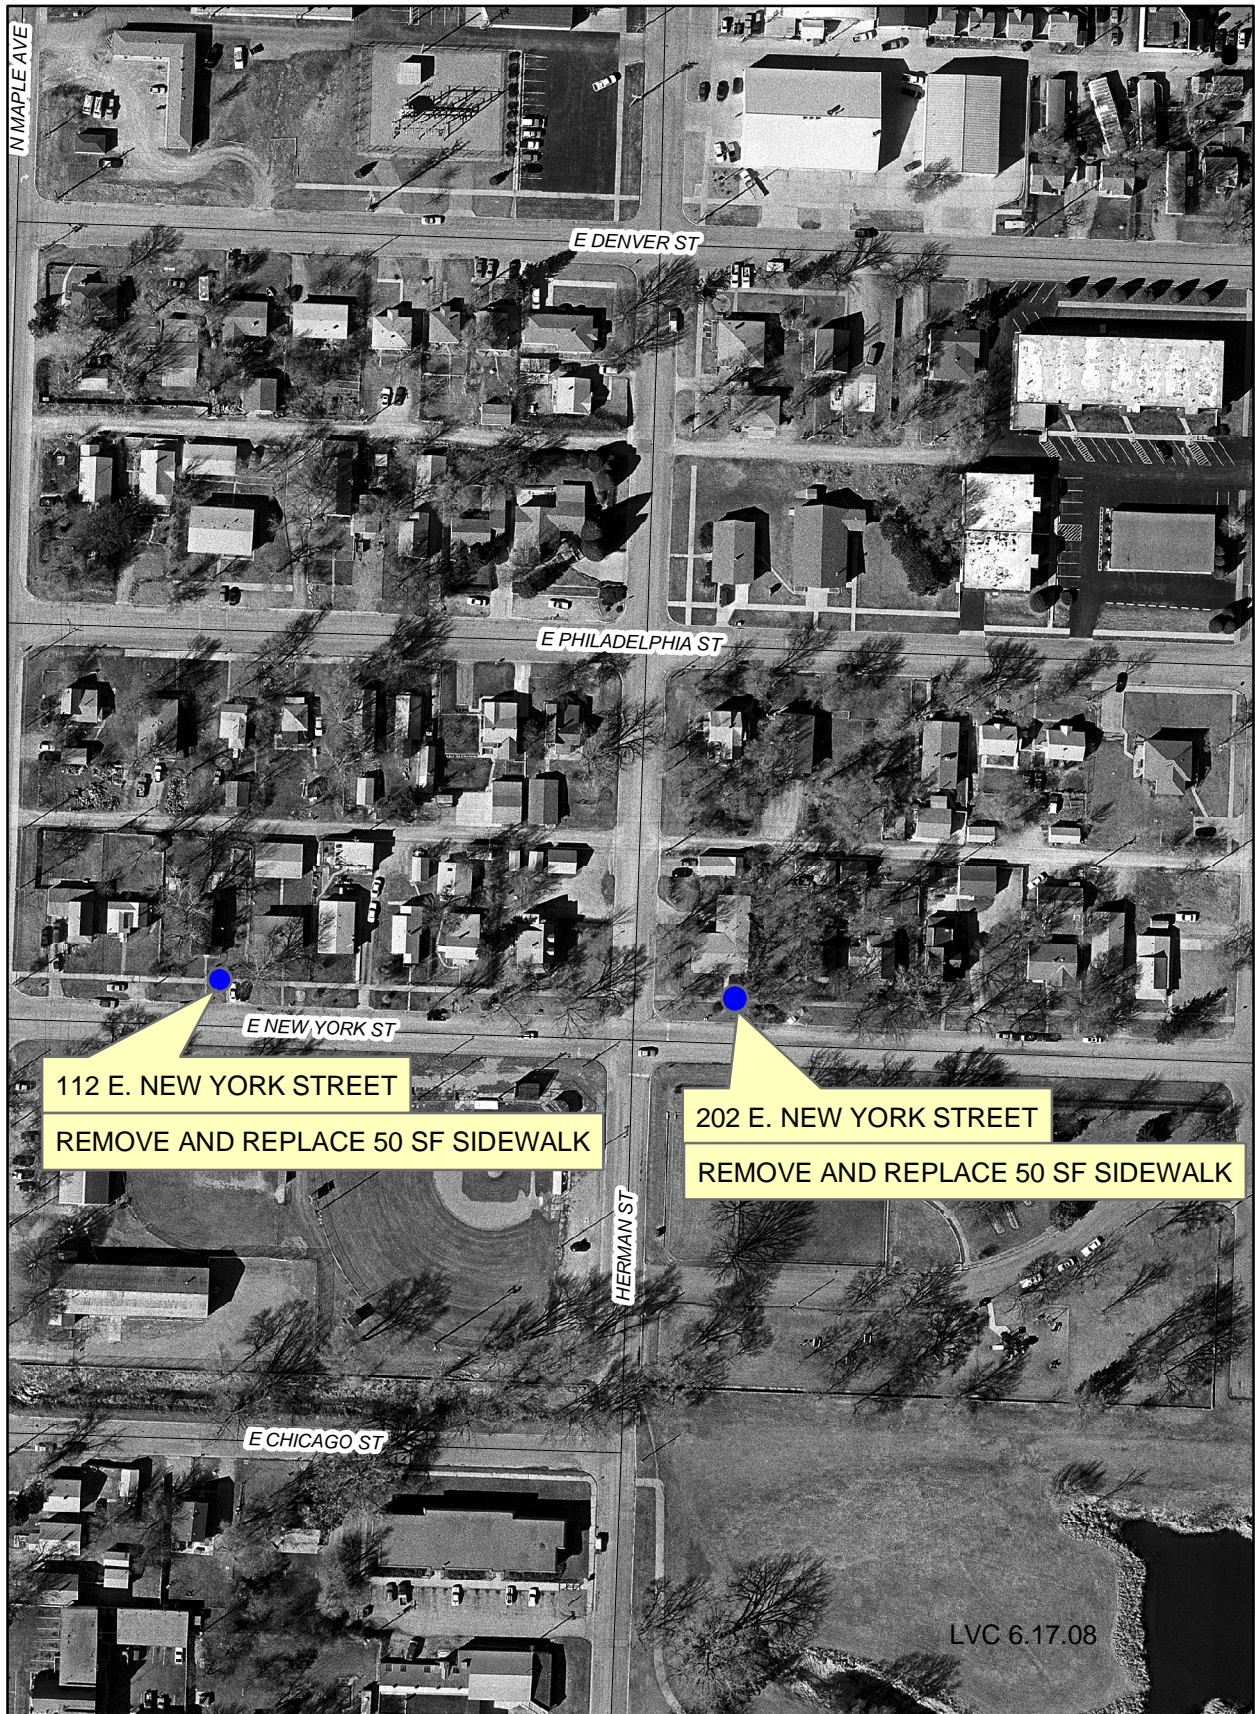 N MAPLE AVE
E DENVER ST
E PHILADELPHIA ST
E NEW YORK ST
112 E. NEW YORK STREET
REMOVE AND REPLACE 50 SF SIDEWALK
202 E. NEW YORK STREET
REMOVE AND REPLACE 50 SF SIDEWALK
HERMAN ST
E CHICAGO ST
LVC 6.17.08